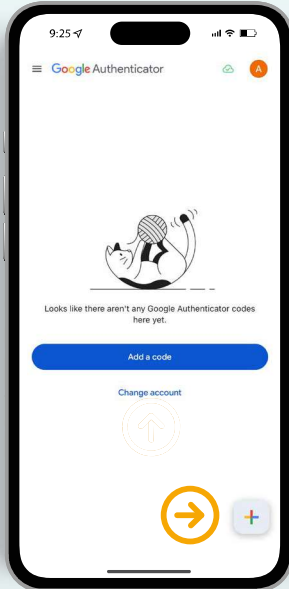 9:25
Google Authenticator
A
Looks like there aren't any Google Authenticator codes
here yet.
Add a code
Change account